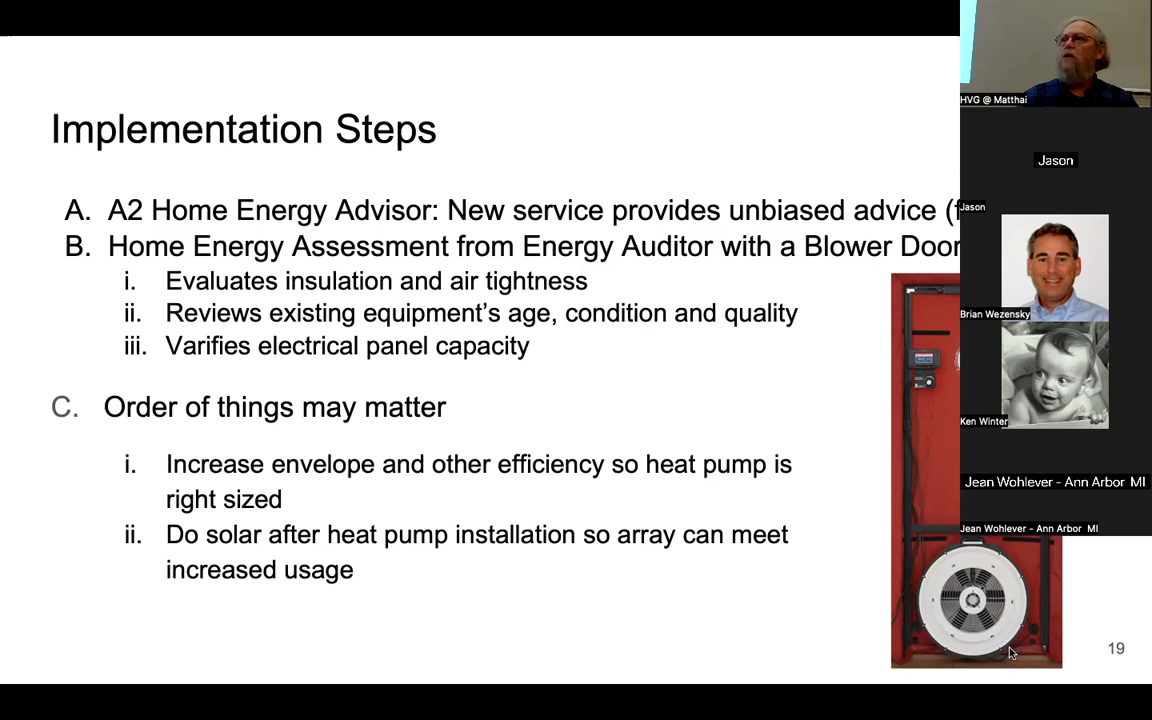 Implementation Steps
A. A2 Home Energy Advisor: New service provides unbiased advice (
B. Home Energy Assessment from Energy Auditor with a Blower Door
i. Evaluates insulation and air tightness
ii. Reviews existing equipment's age, condition and quality
iii. Varifies electrical panel capacity
C. Order of things may matter
i. Increase envelope and other efficiency so heat pump is
right sized
ii. Do solar after heat pump installation so array can meet
increased usage
19
HVG @ Matthai
Jason
Jason
Brian Wezensky
Ken Winter
Jean Wohlever - Ann Arbor MI
Jean Wohlever - Ann Arbor MI